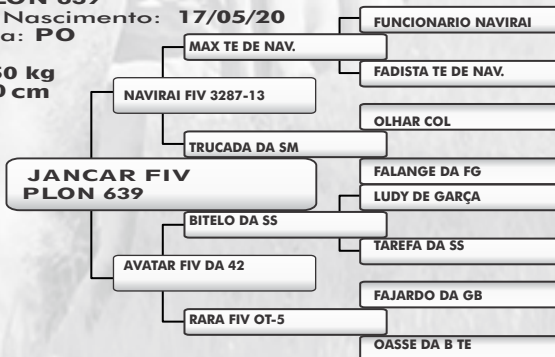 PLON 639
Nascimento: 17/05/20
a: PO
50 kg
0 cm
FUNCIONARIO NAVIRAI
MAX TE DE NAV.
FADISTA TE DE NAV.
NAVIRAI FIV 3287-13
OLHAR COL
TRUCADA DA SM
FALANGE DA FG
JANCAR FIV
PLON 639
LUDY DE GARÇA
BITELO DA SS
TAREFA DA SS
AVATAR FIV DA 42
FAJARDO DA GB
RARA FIV OT-5
OASSE DA B TE